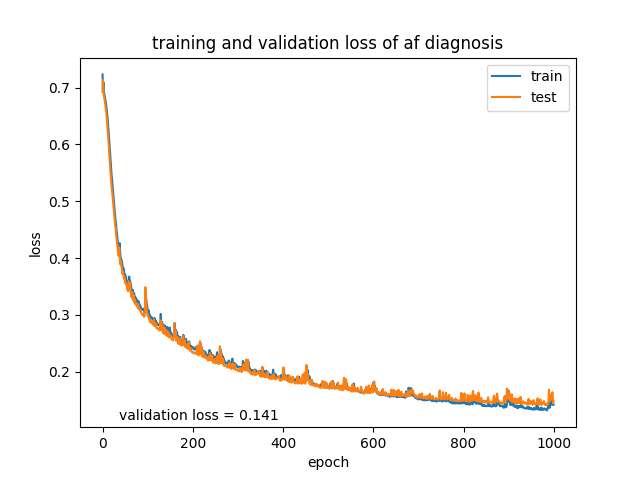 training and validation loss of af diagnosis
train
test
0.7
0.6
0.5
0.4
0.3
0.2
loss
validation loss = 0.141
0 200 400 600 800 1000
epoch